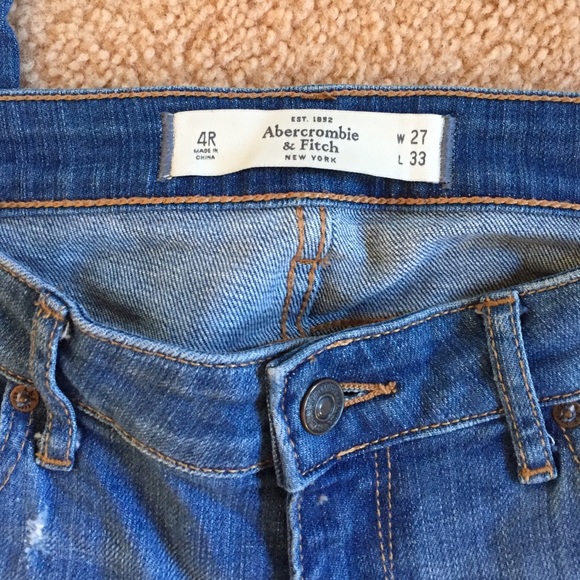 4R
MADE IN
CHINA
EST. 1892
Abercrombie
& Fitch
NEW YORK
W 27
L 33